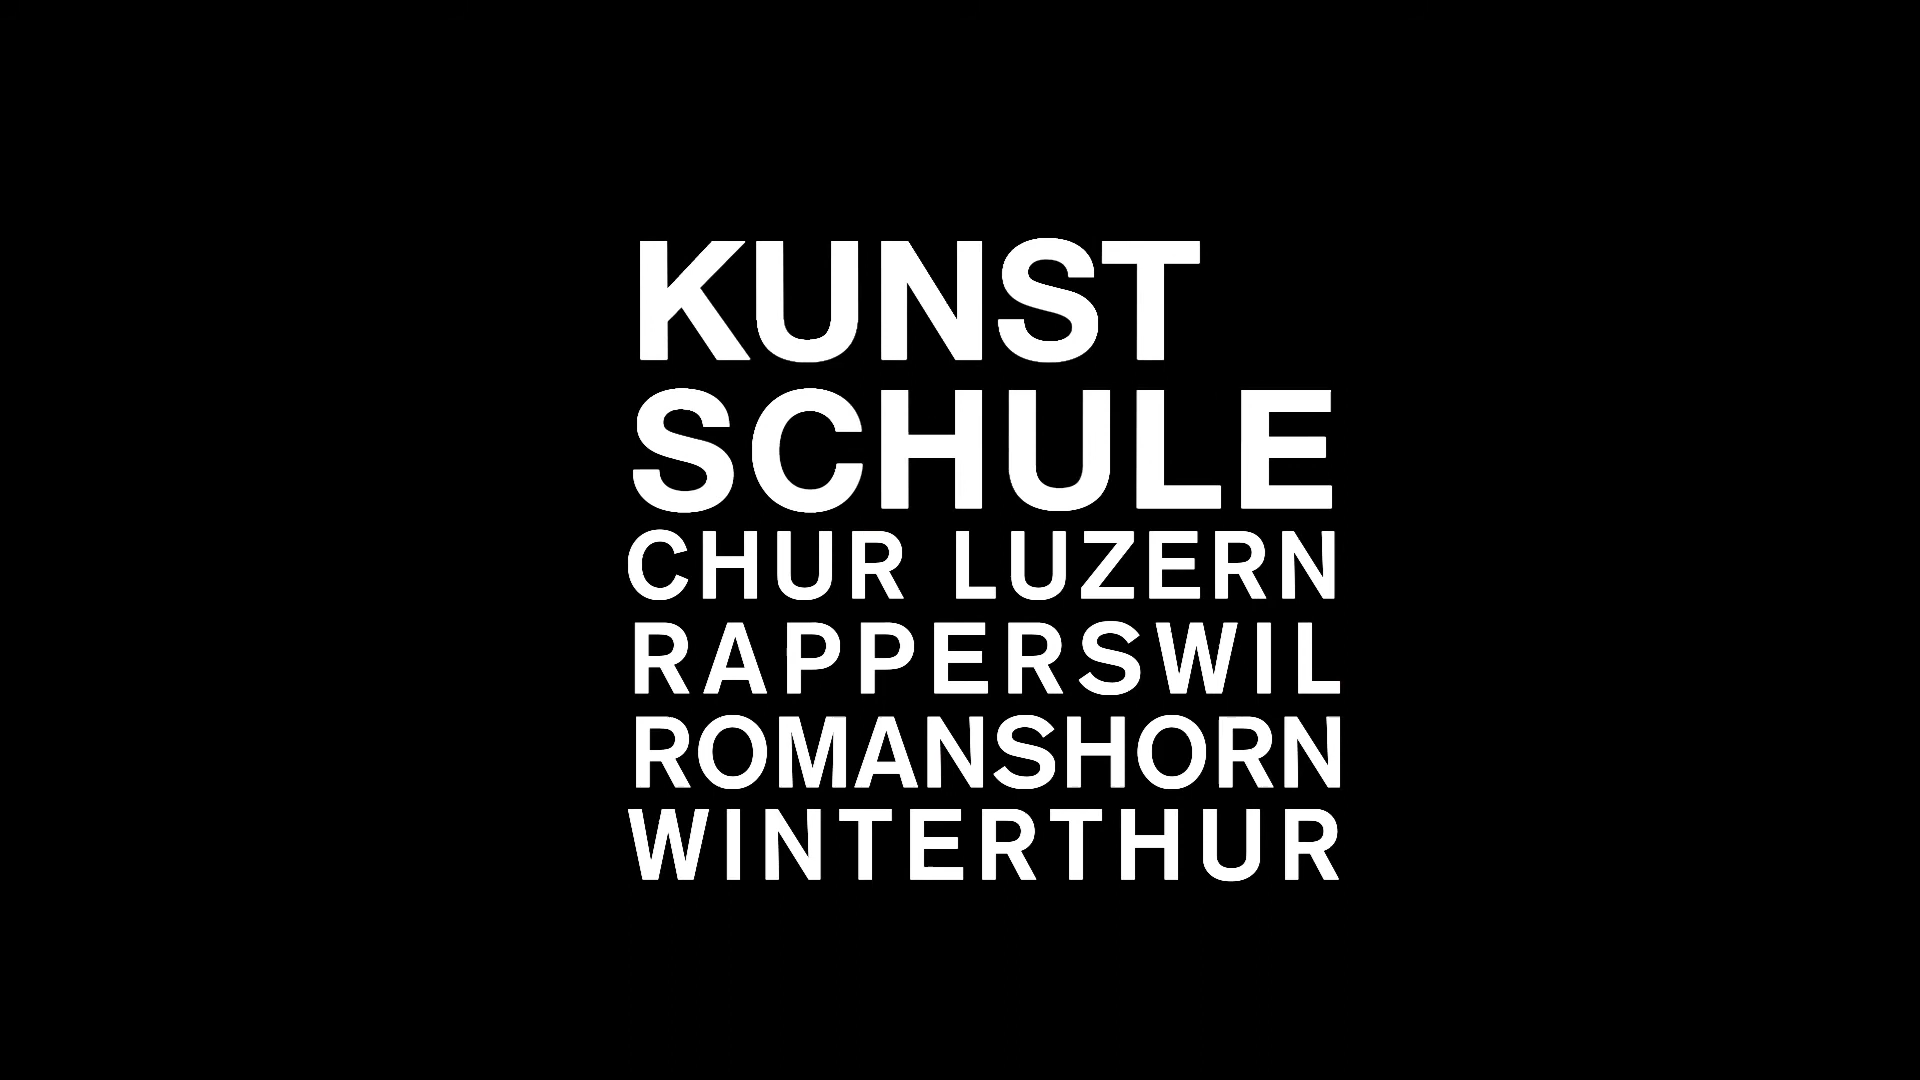 KUNST
SCHULE
CHUR LUZERN
RAPPERSWIL
ROMANSHORN
WINTERTHUR